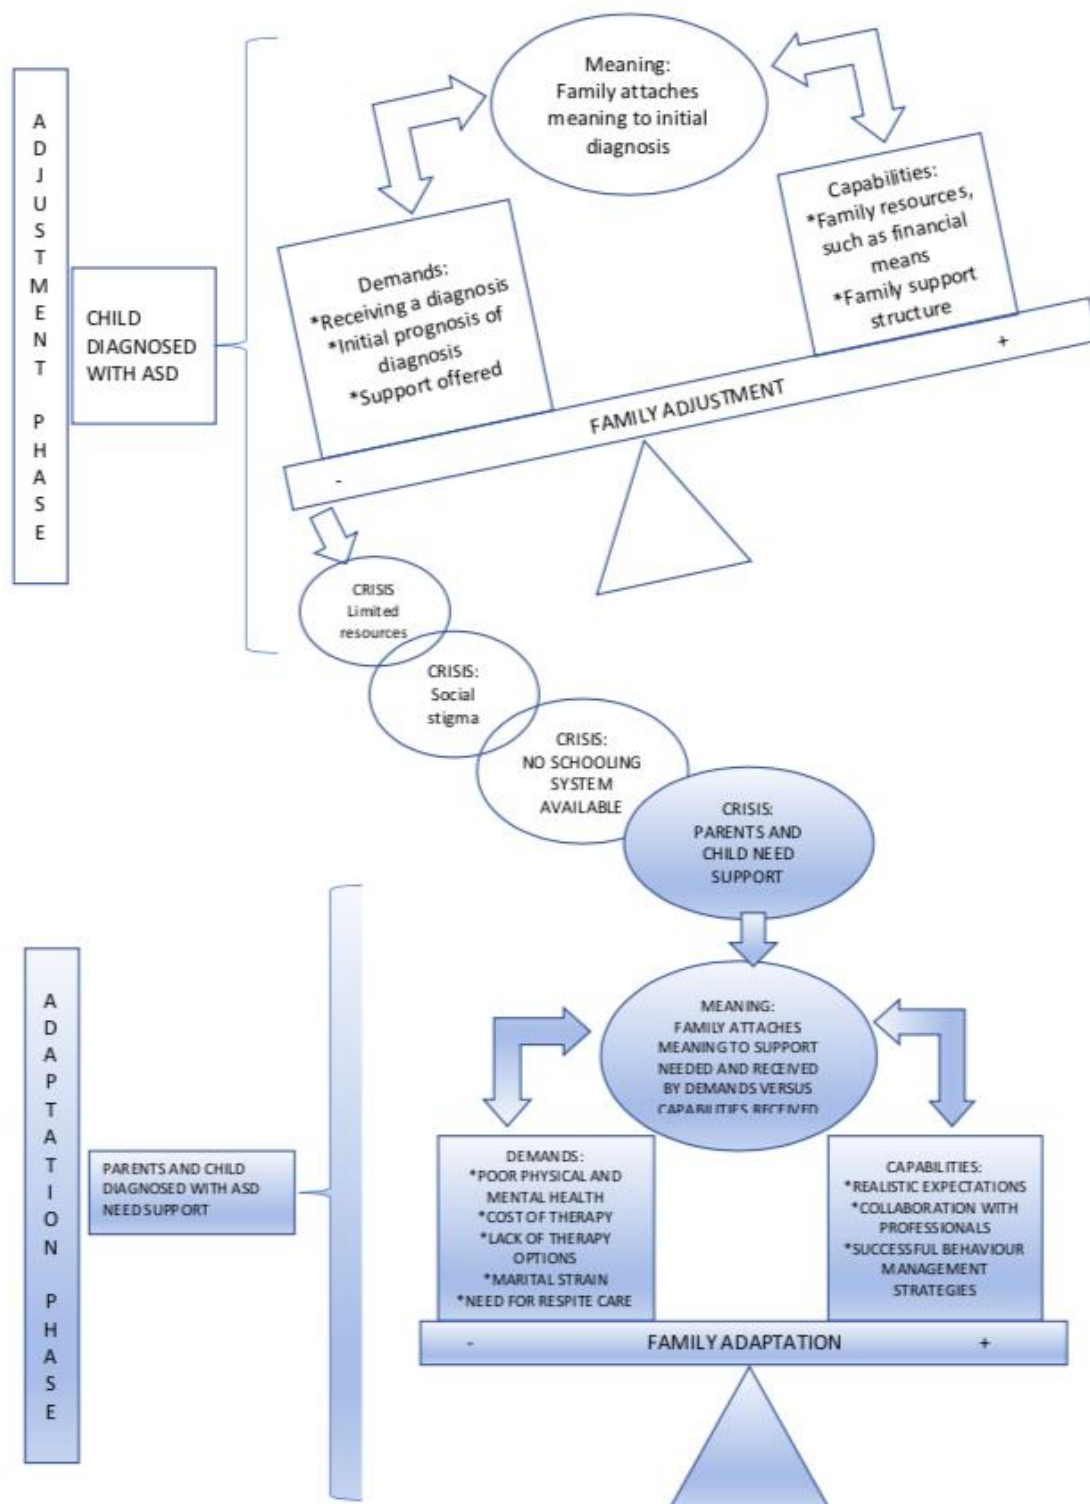 ADJUSTMENT PHASE
CHILD
DIAGNOSED
WITH ASD
Meaning:
Family attaches
meaning to initial
diagnosis
Demands:
*Receiving a diagnosis
*Initial prognosis of
diagnosis
*Support offered
Capabilities:
*Family resources,
such as financial
means
*Family support
structure
- FAMILY ADJUSTMENT +
CRISIS
Limited
resources
CRISIS:
Social
stigma
CRISIS:
NO SCHOOLING
SYSTEM
AVAILABLE
CRISIS:
PARENTS AND
CHILD NEED
SUPPORT
ADAPTATION PHASE
PARENTS AND CHILD
DIAGNOSED WITH ASD
NEED SUPPORT
MEANING:
FAMILY ATTACHES
MEANING TO SUPPORT
NEEDED AND RECEIVED
BY DEMANDS VERSUS
CAPABILITIES RECEIVED
DEMANDS:
*POOR PHYSICAL AND
MENTAL HEALTH
*COST OF THERAPY
*LACK OF THERAPY
OPTIONS
*MARITAL STRAIN
*NEED FOR RESPITE CARE
CAPABILITIES:
*REALISTIC EXPECTATIONS
*COLLABORATION WITH
PROFESSIONALS
*SUCCESSFUL BEHAVIOUR
MANAGEMENT
STRATEGIES
- FAMILY ADAPTATION +